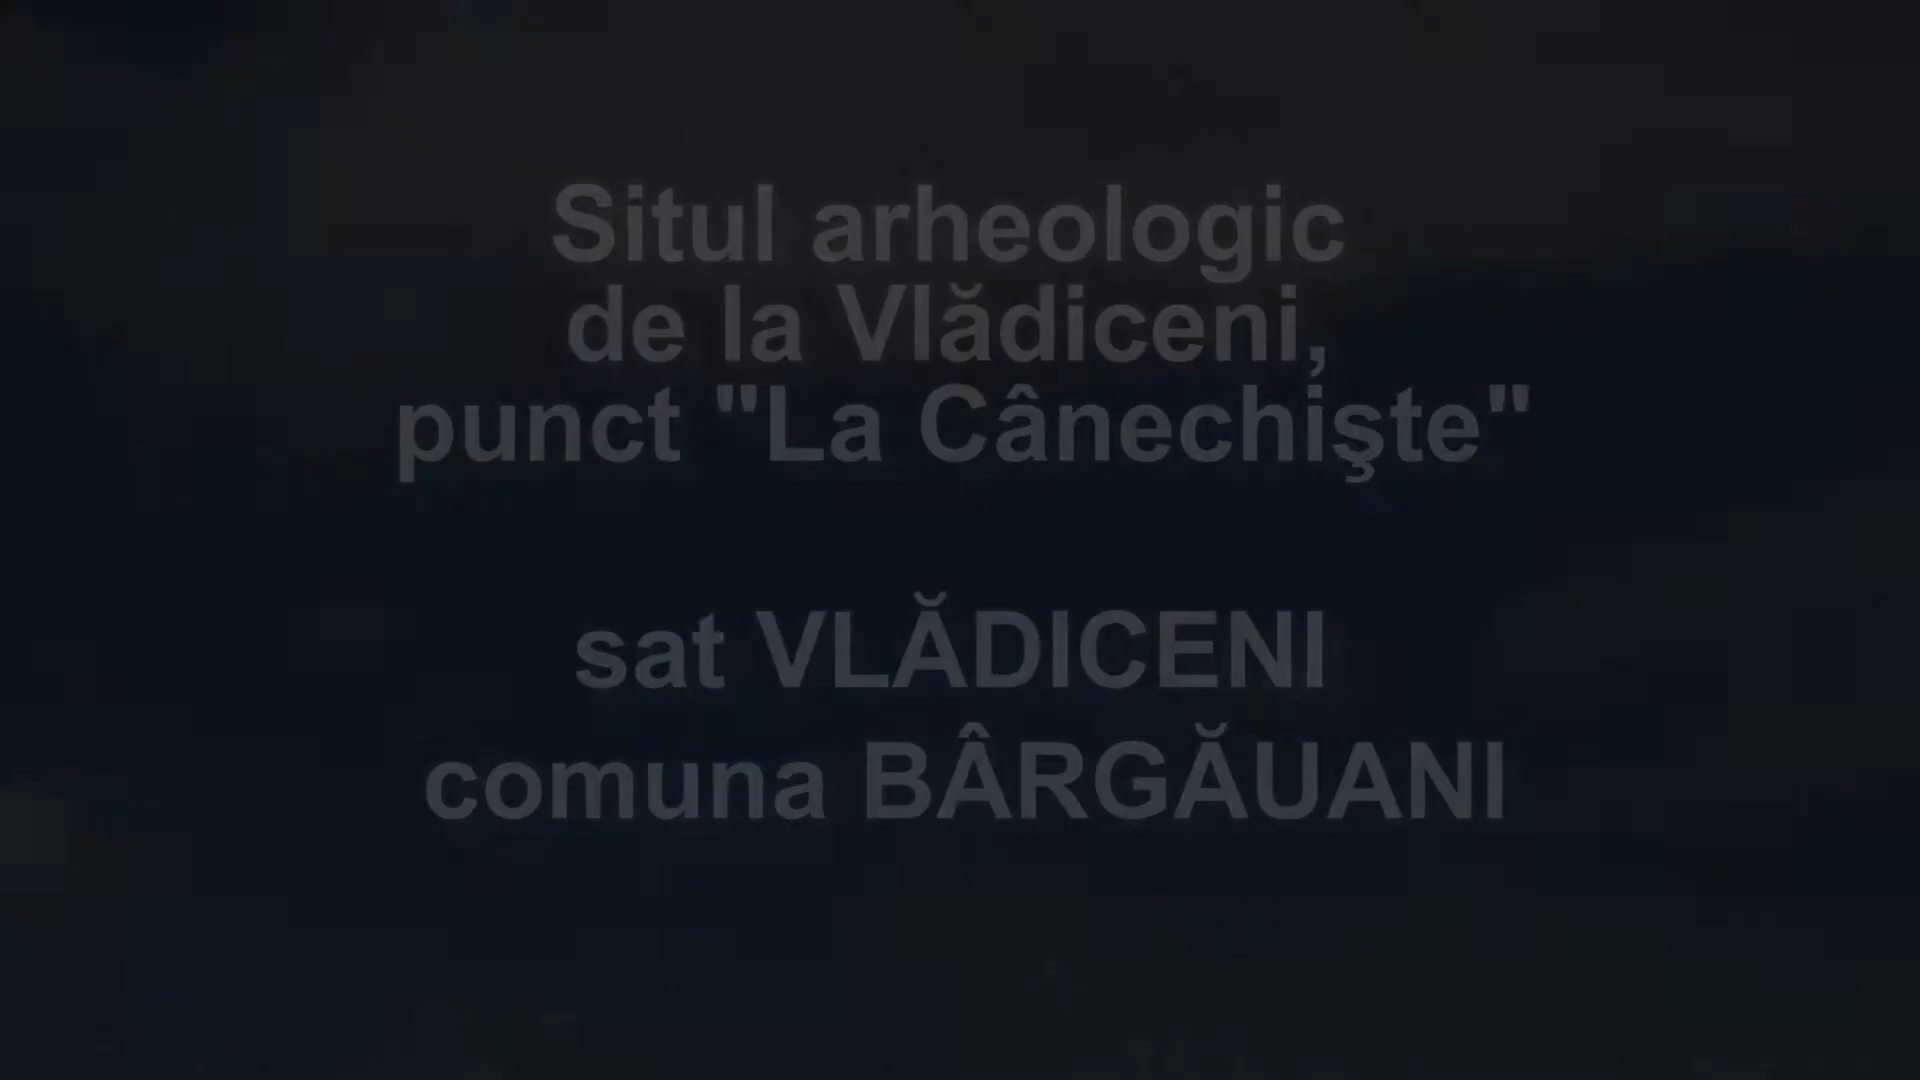 Situl arheologic
de la Vlădiceni,
punct "La Cânechişte"
sat VLĂDICENI
comuna BÂRGĂUANI